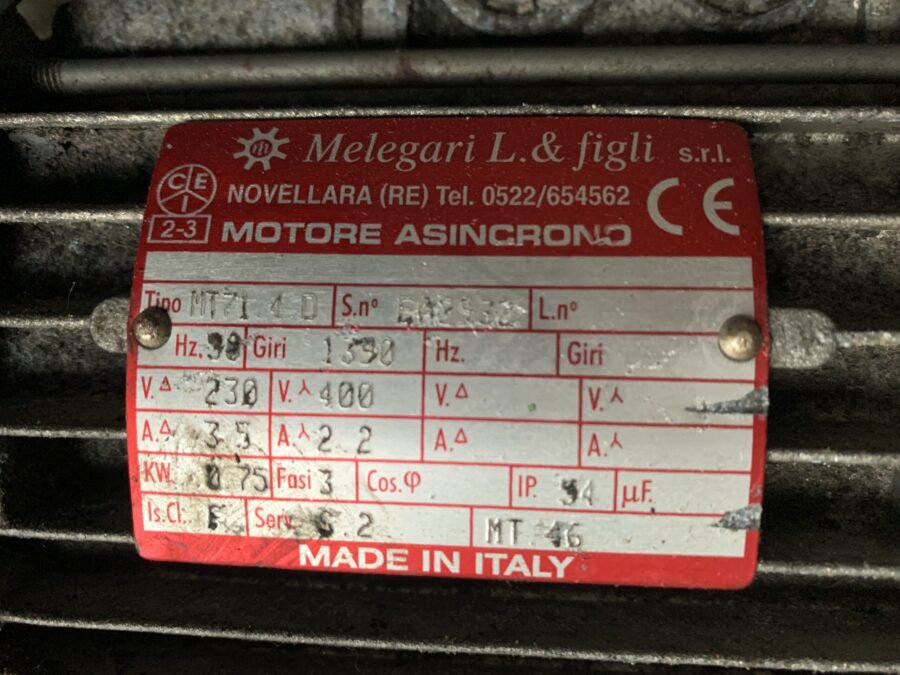 Melegari L. & figli s.r.l.
CEI NOVELLARA (RE) Tel. 0522/654562 CE
2-3 MOTORE ASINCRONO
Tipo MT71 4 D S.nº L.nº
Hz. Giri 1390 Hz. Giri
V.Δ 230 V.⅄ 400 V.Δ V.⅄
A.Δ 3.5 A.⅄ 2.2 A.Δ A.⅄
KW 0.75 Fasi 3 Cos.φ IP. 54 μF.
Is.Cl. F Serv. S.2 MT 46
MADE IN ITALY